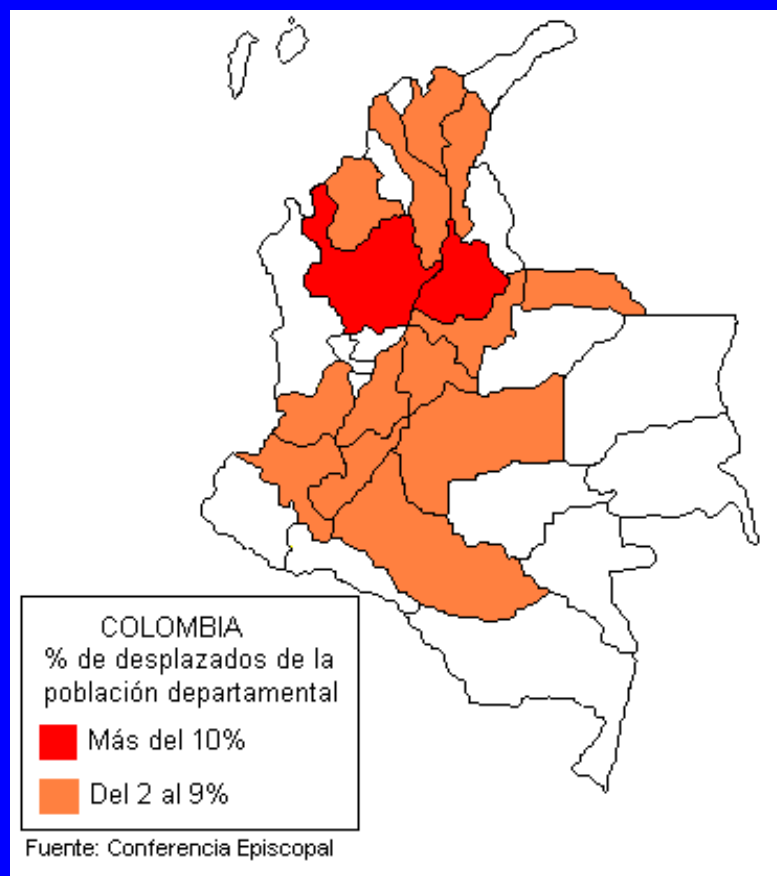 COLOMBIA
% de desplazados de la
población departamental
Más del 10%
Del 2 al 9%
Fuente: Conferencia Episcopal